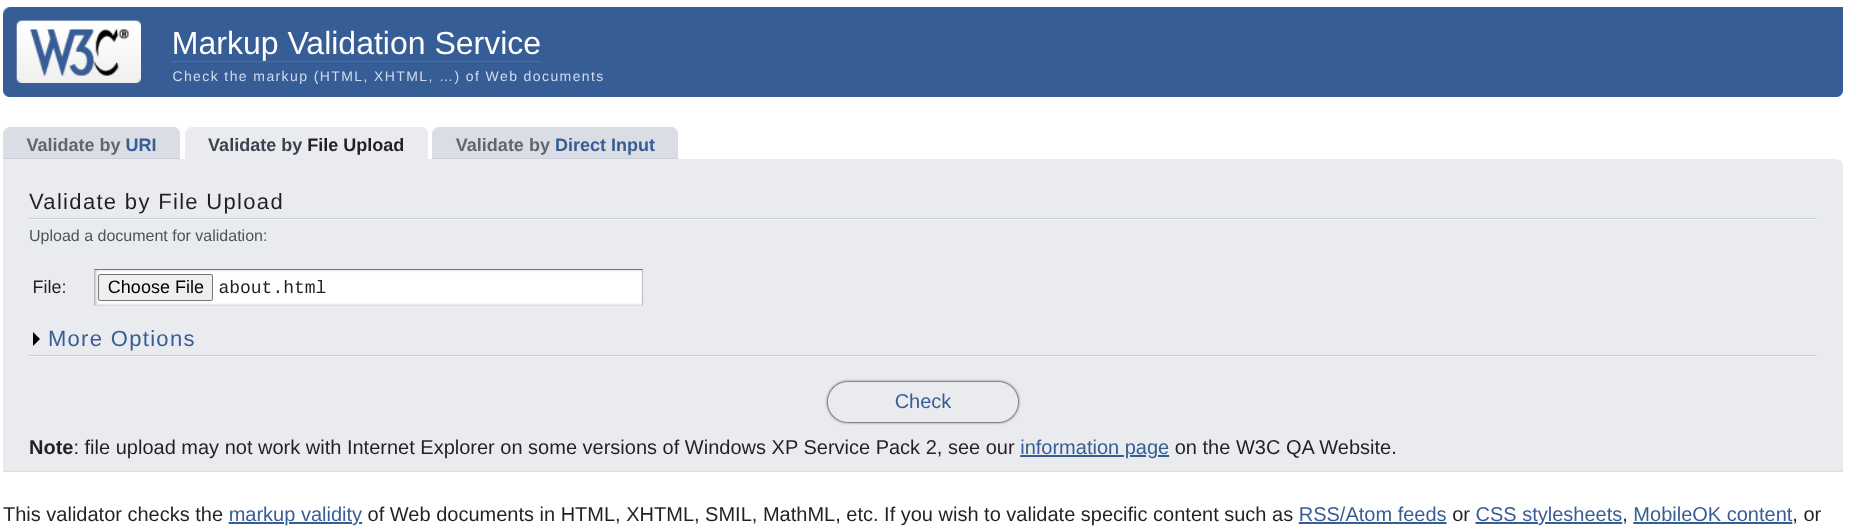 W3C®
Markup Validation Service
Check the markup (HTML, XHTML, …) of Web documents
Validate by URI
Validate by File Upload
Validate by Direct Input
Validate by File Upload
Upload a document for validation:
File: Choose File about.html
More Options
Check
Note: file upload may not work with Internet Explorer on some versions of Windows XP Service Pack 2, see our information page on the W3C QA Website.
This validator checks the markup validity of Web documents in HTML, XHTML, SMIL, MathML, etc. If you wish to validate specific content such as RSS/Atom feeds or CSS stylesheets, MobileOK content, or